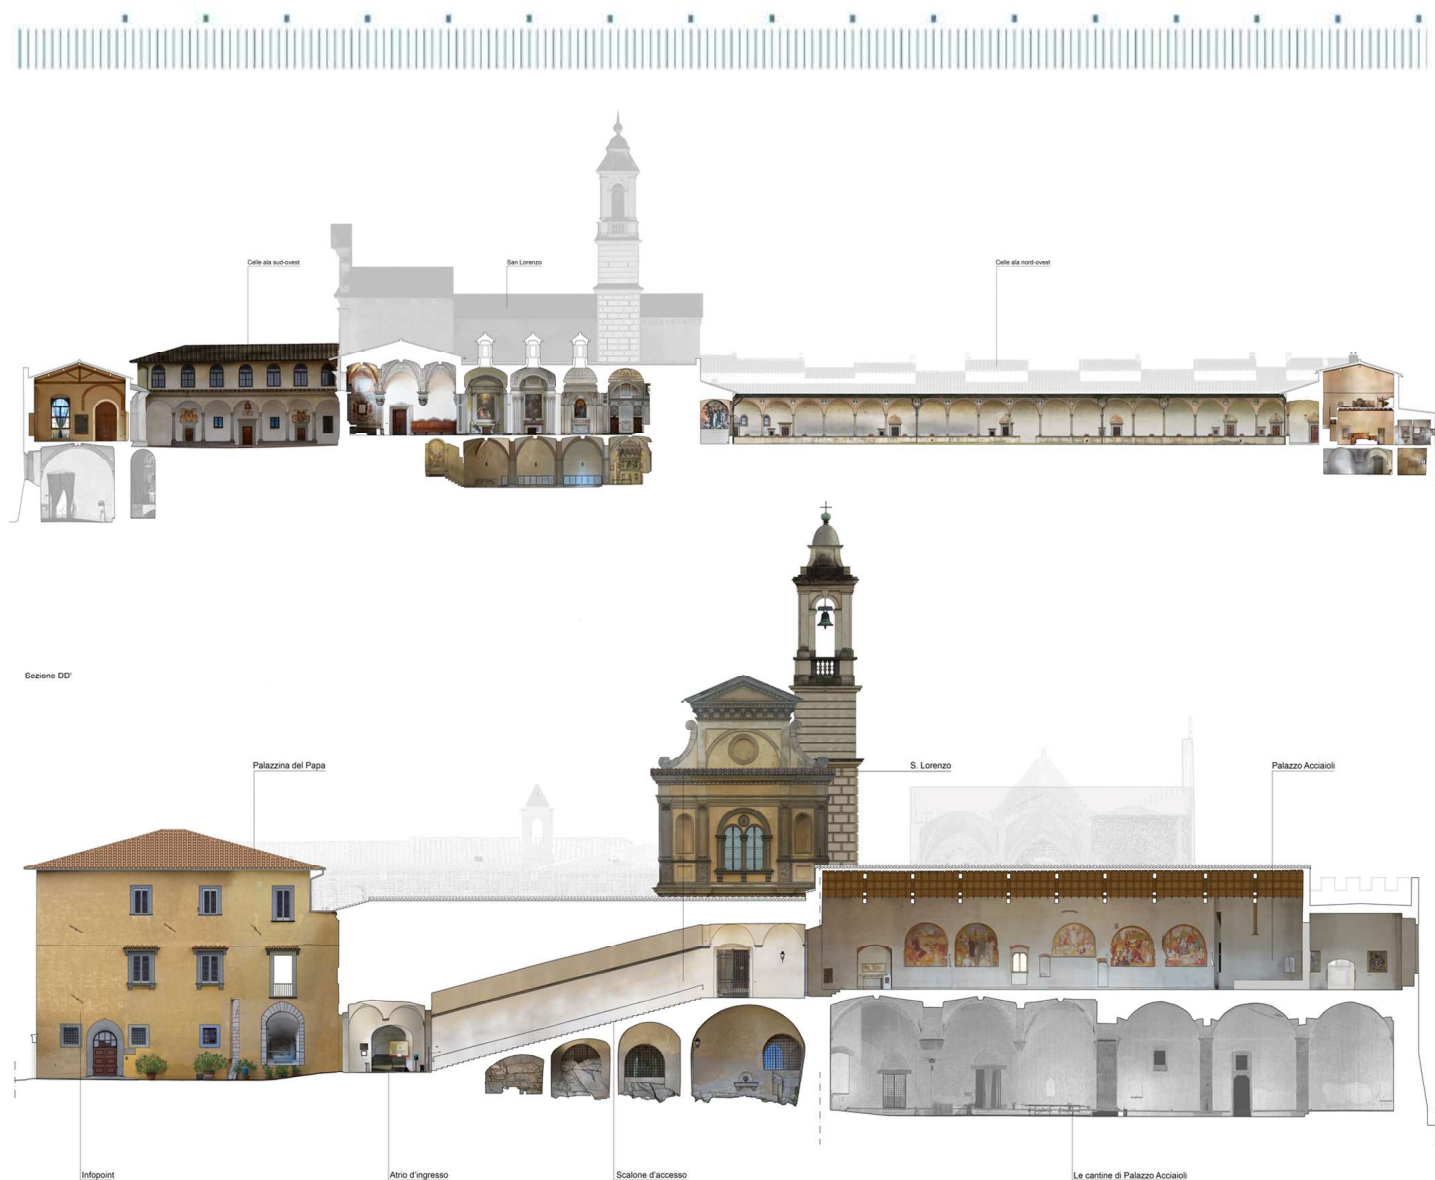 Celle ala sud-ovest
San Lorenzo
Celle ala nord-ovest
Sezione DD'
Palazzina del Papa
S. Lorenzo
Palazzo Acciaioli
Infopoint
Atrio d'ingresso
Scalone d'accesso
Le cantine di Palazzo Acciaioli